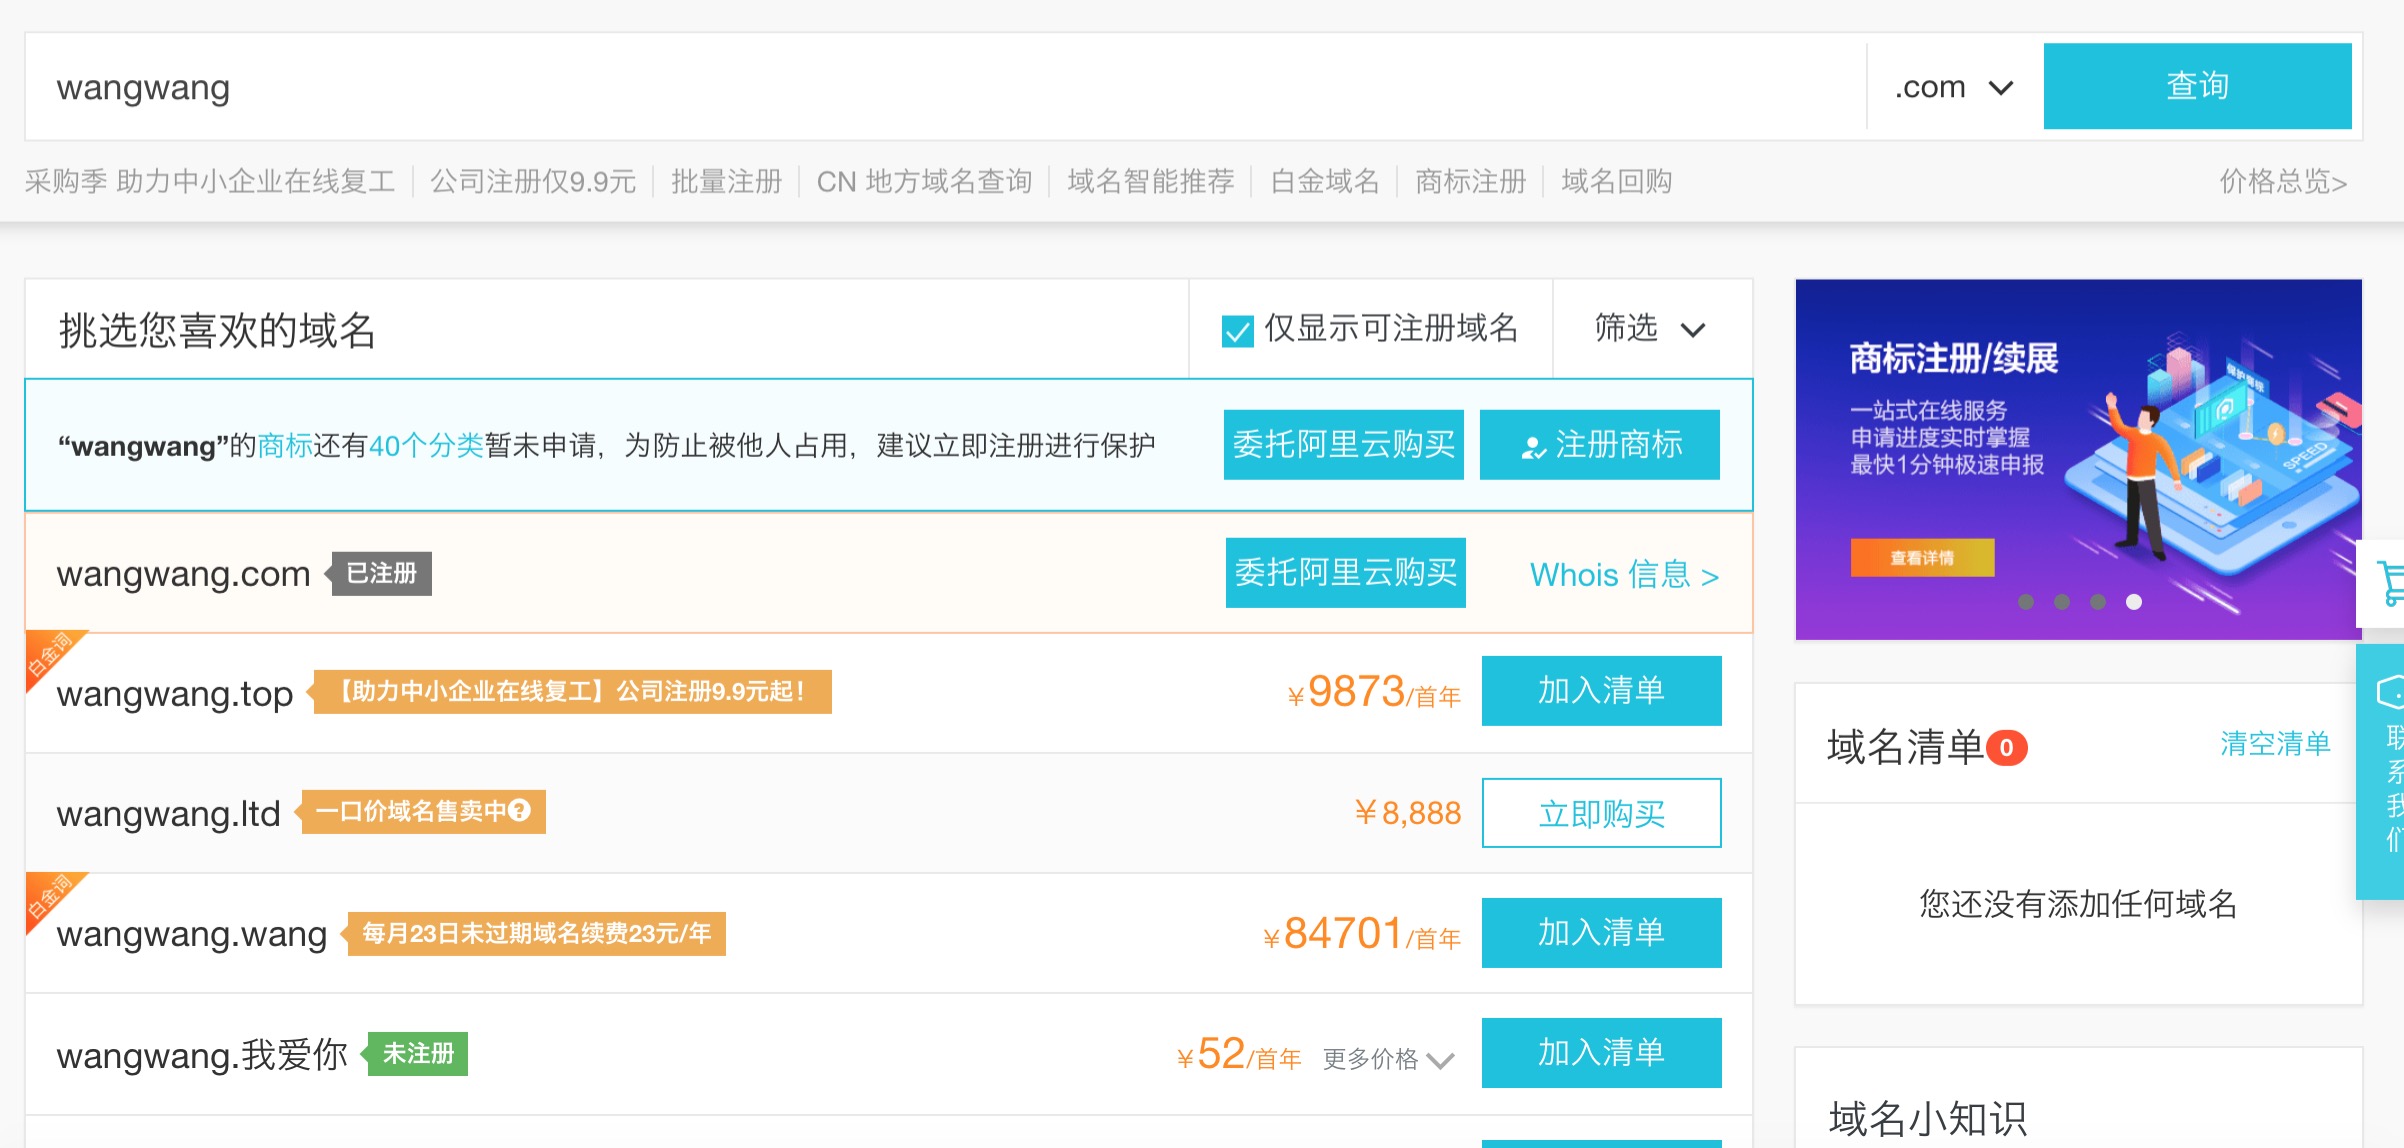 wangwang
.com
查询
采购季 助力中小企业在线复工
公司注册仅9.9元
批量注册
CN 地方域名查询
域名智能推荐
白金域名
商标注册
域名回购
价格总览>
挑选您喜欢的域名
仅显示可注册域名
筛选
“wangwang”的商标还有40个分类暂未申请，为防止被他人占用，建议立即注册进行保护
委托阿里云购买
注册商标
wangwang.com
已注册
委托阿里云购买
Whois 信息 >
白金词
wangwang.top
【助力中小企业在线复工】公司注册9.9元起！
¥9873/首年
加入清单
wangwang.ltd
一口价域名售卖中?
¥8,888
立即购买
白金词
wangwang.wang
每月23日未过期域名续费23元/年
¥84701/首年
加入清单
wangwang.我爱你
未注册
¥52/首年
更多价格
加入清单
商标注册/续展
一站式在线服务
申请进度实时掌握
最快1分钟极速申报
查看详情
SPEED
域名清单
0
清空清单
您还没有添加任何域名
联系我们
域名小知识